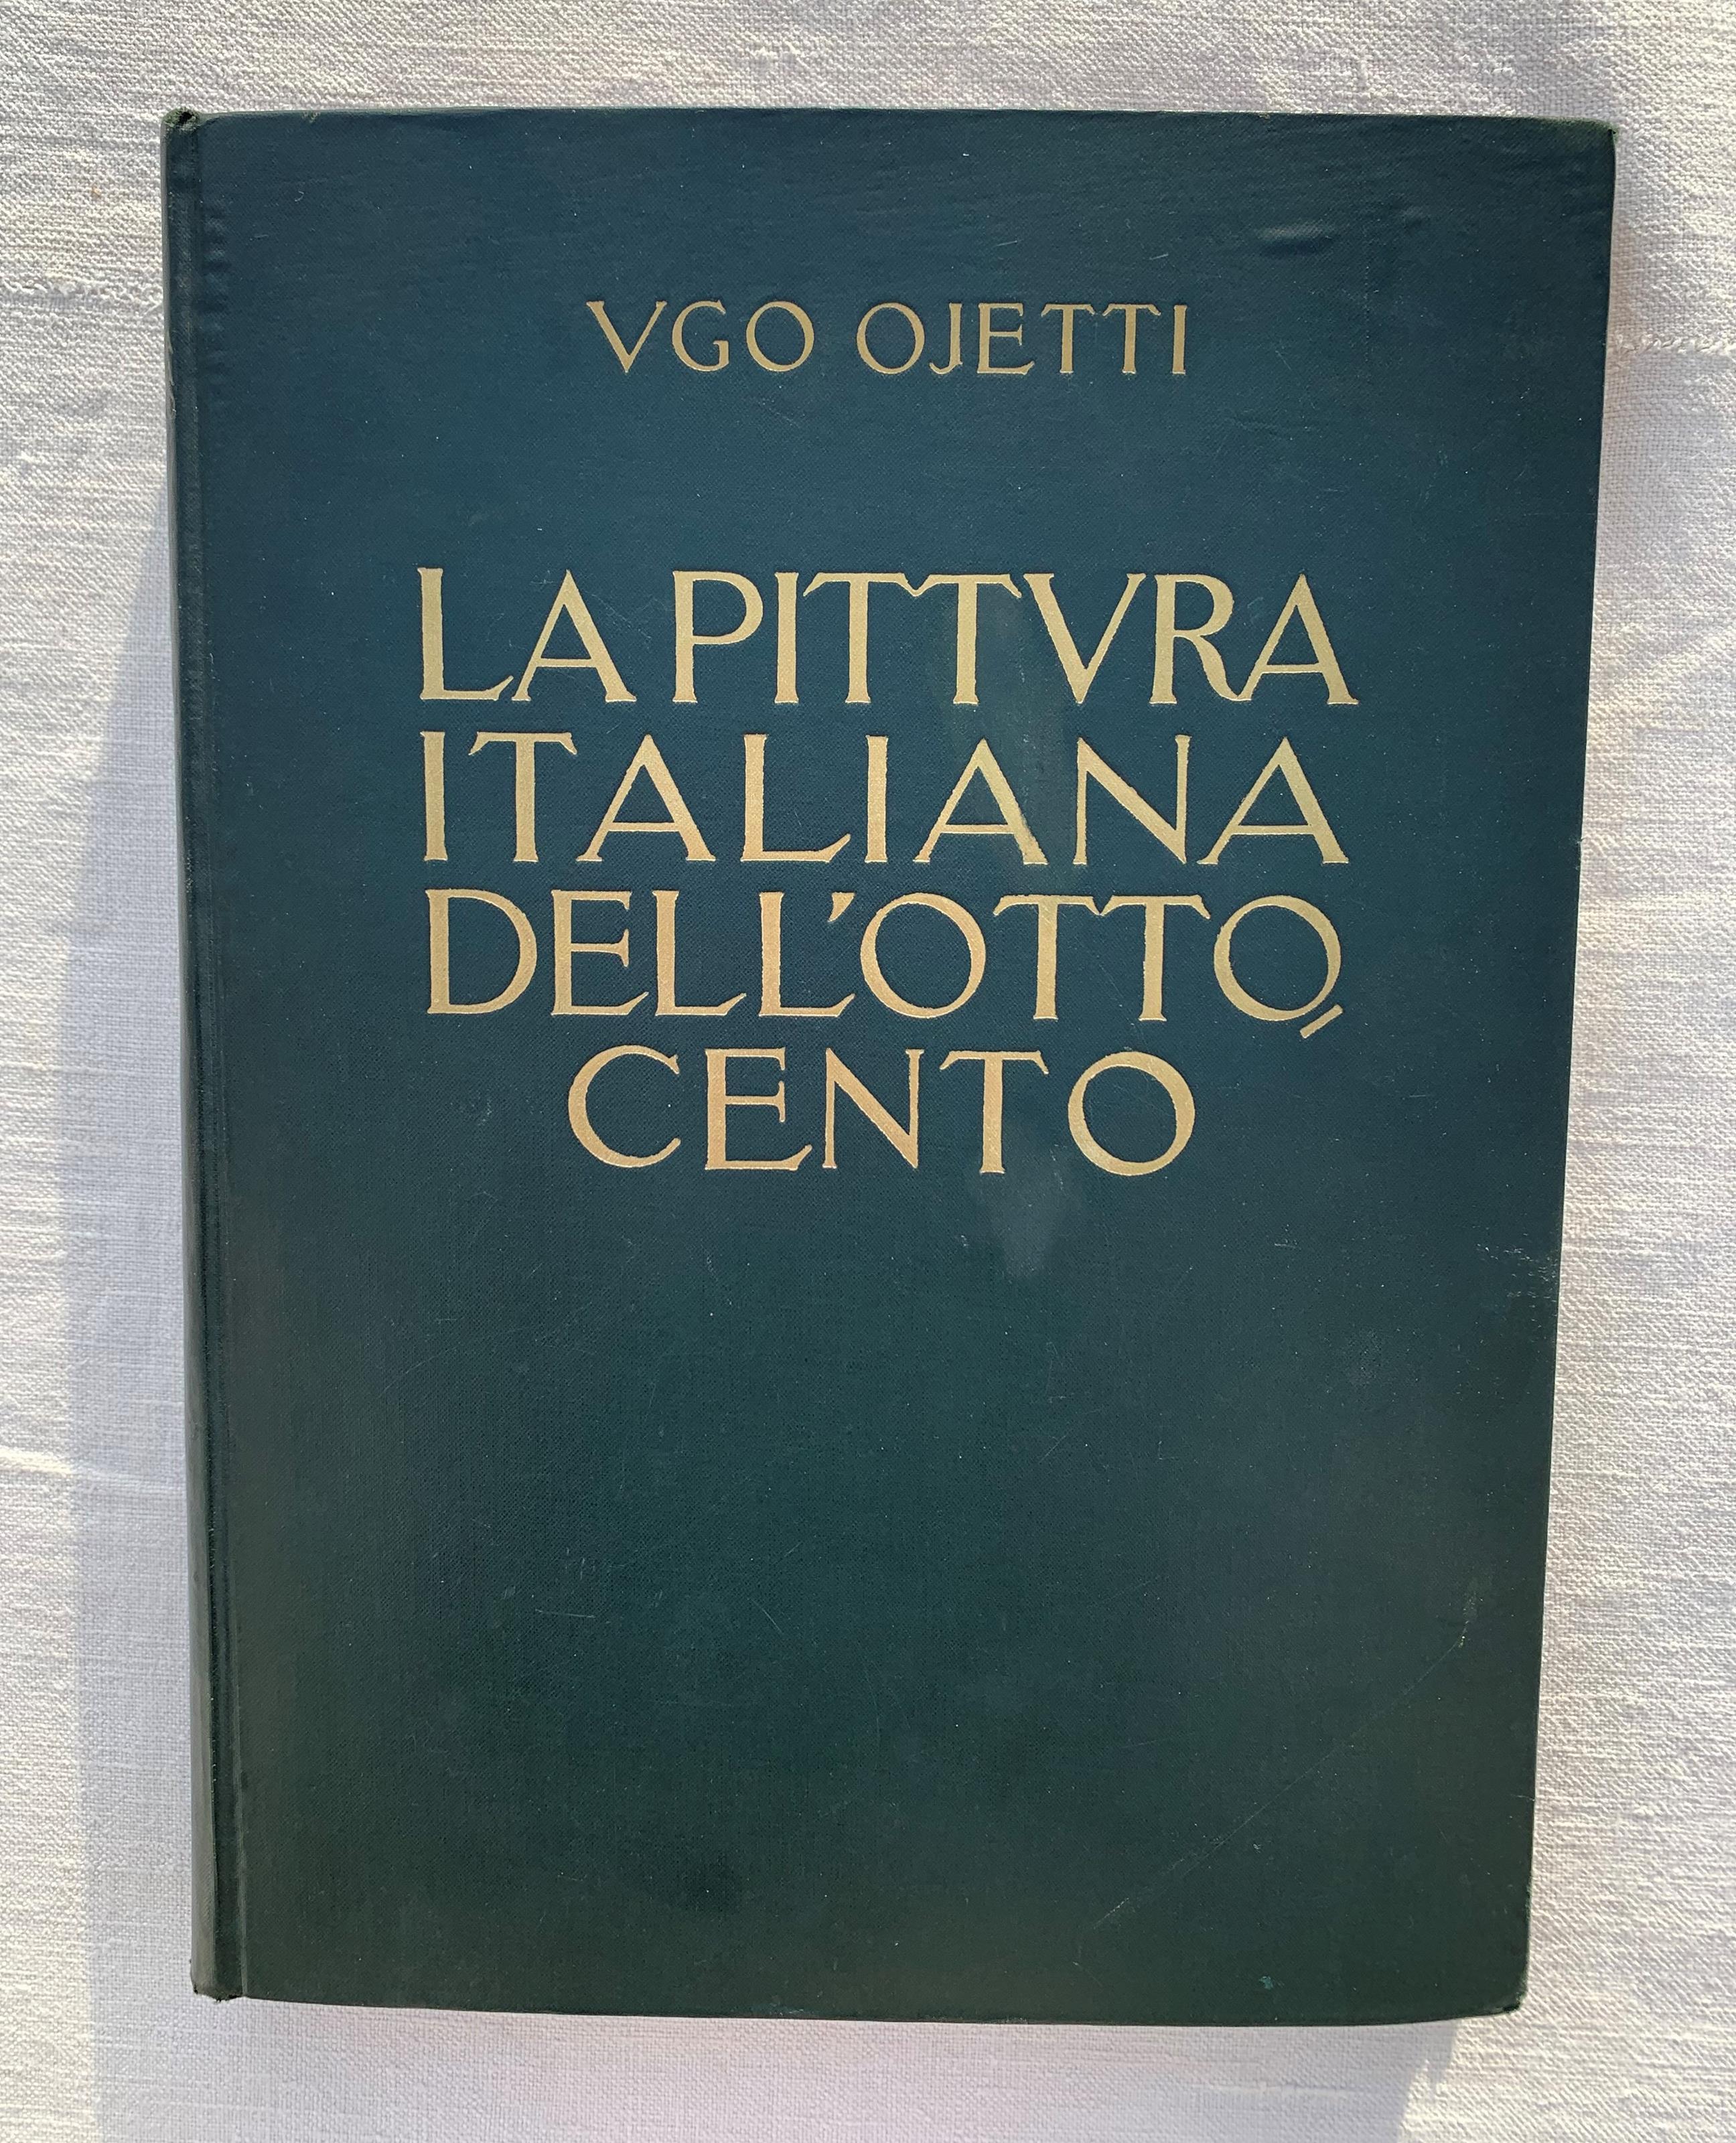 VGO OJETTI
LA PITTVRA
ITALIANA
DELL'OTTO,
CENTO